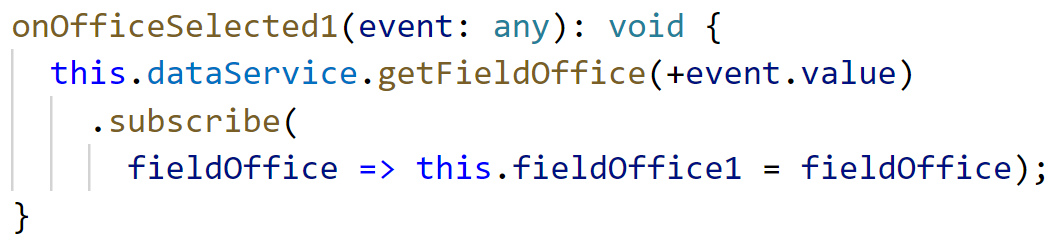 onOfficeSelected1(event: any): void {
this.dataService.getFieldOffice(+event.value)
.subscribe(
fieldOffice => this.fieldOffice1 = fieldOffice);
}